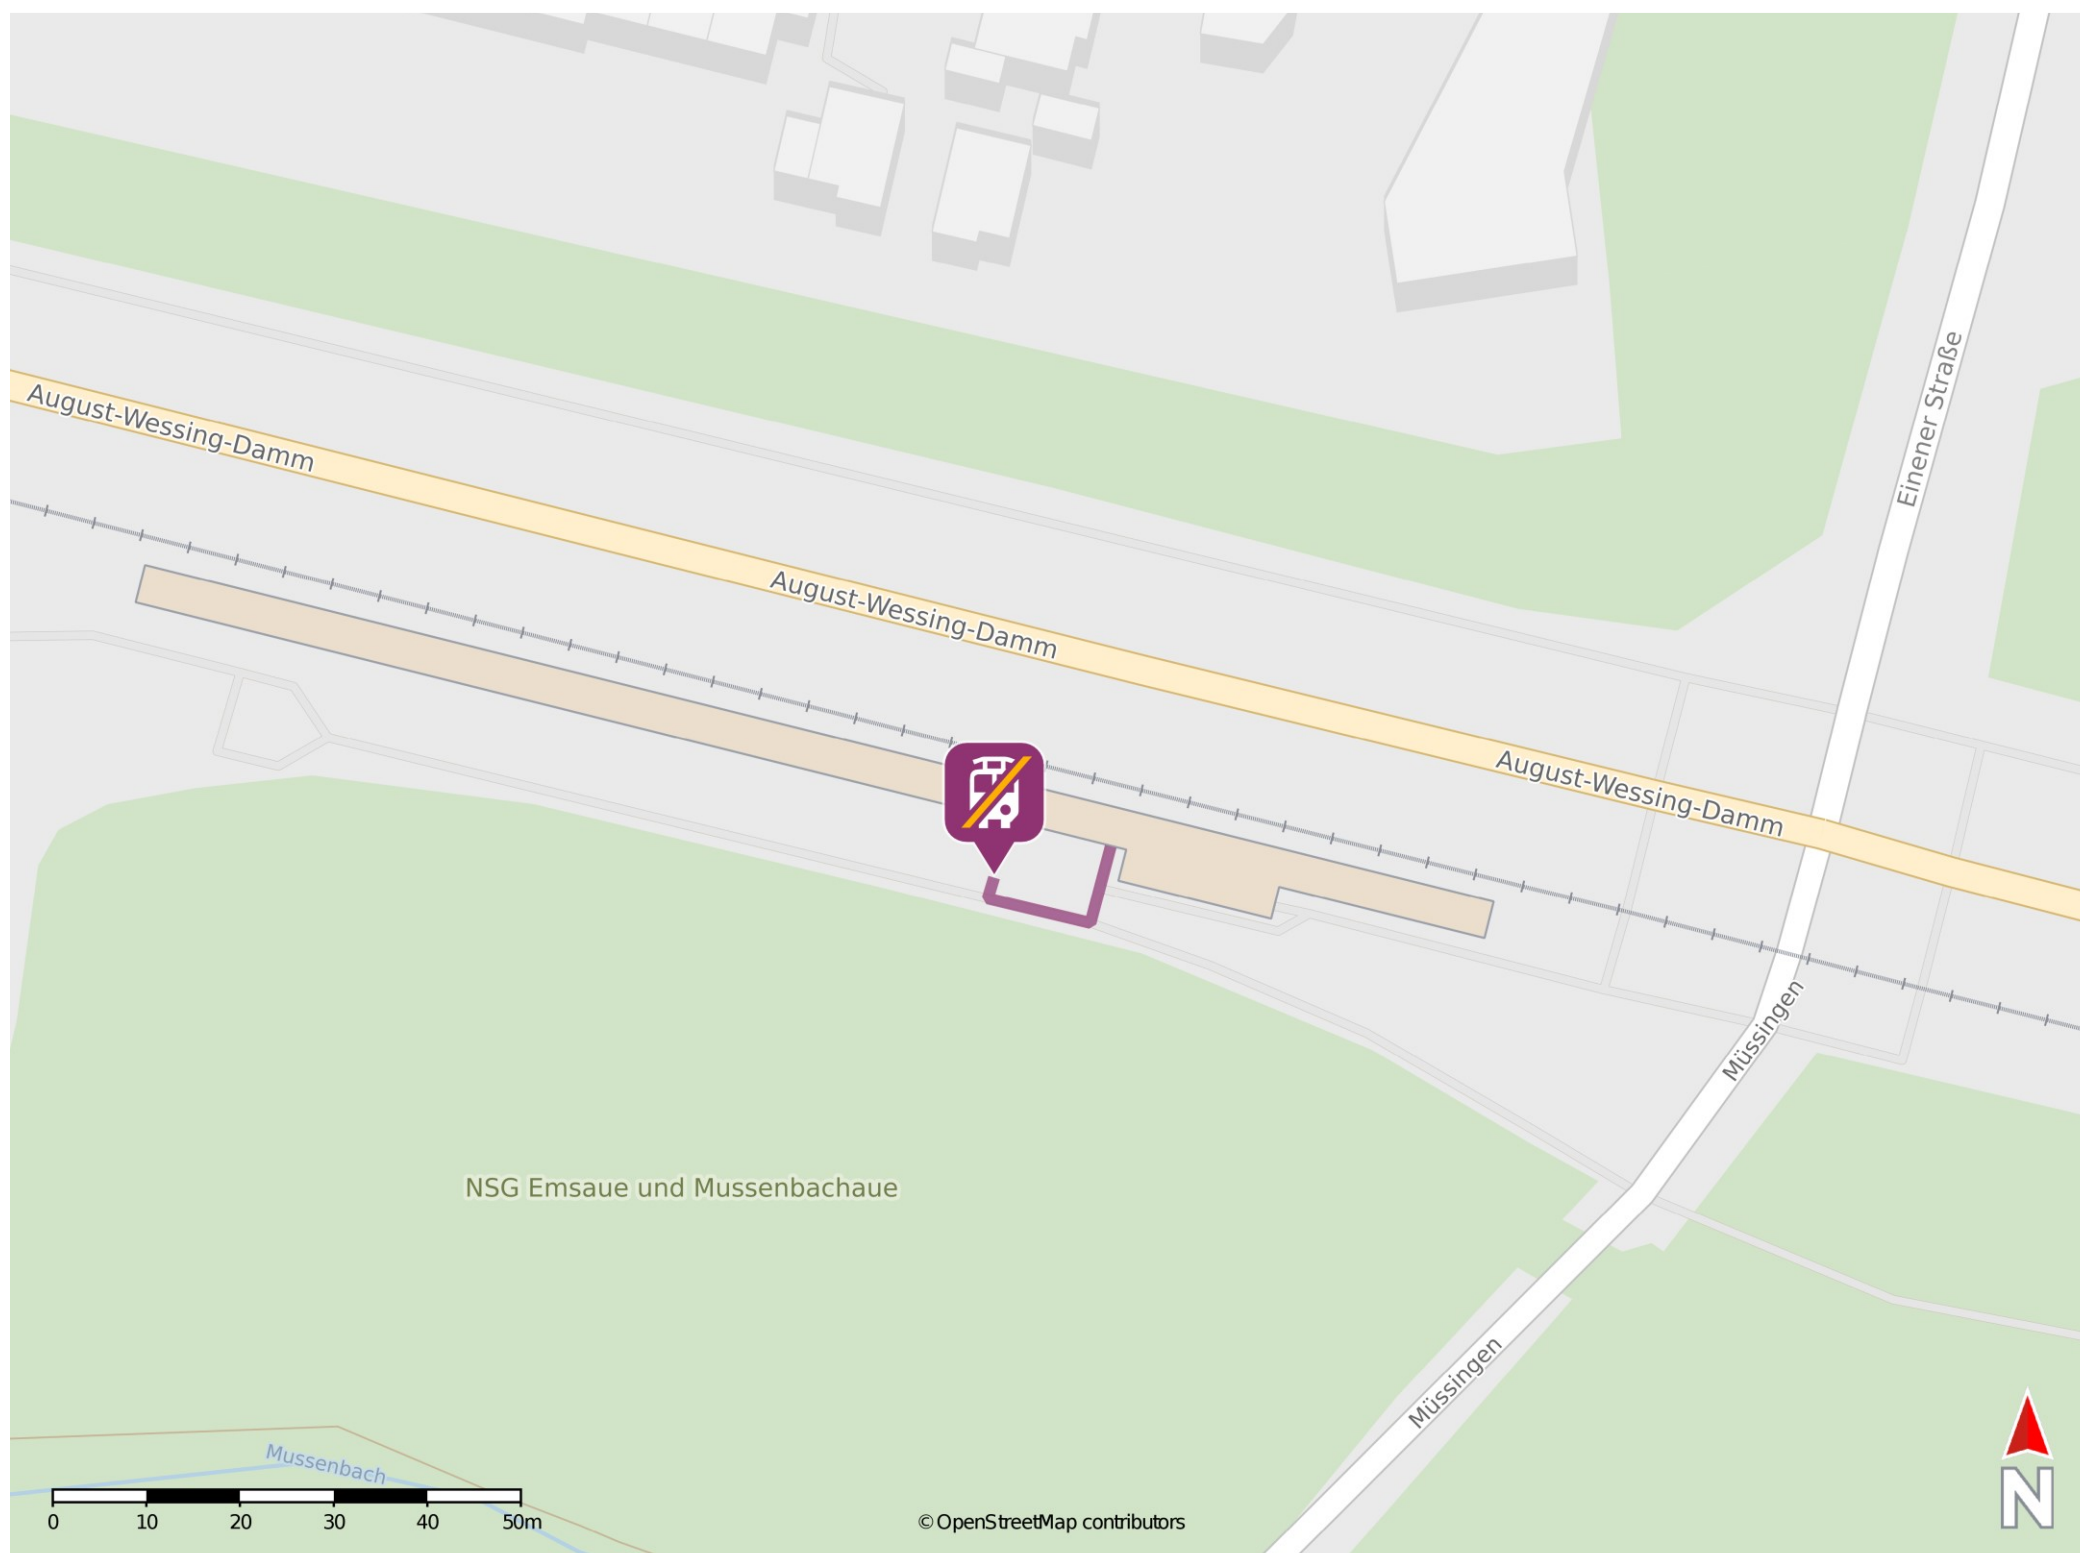 Einener Straße
August-Wessing-Damm
August-Wessing-Damm
August-Wessing-Damm
Müssingen
NSG Emsaue und Mussenbachaue
Müssingen
Mussenbach
0 10 20 30 40 50m
© OpenStreetMap contributors
N